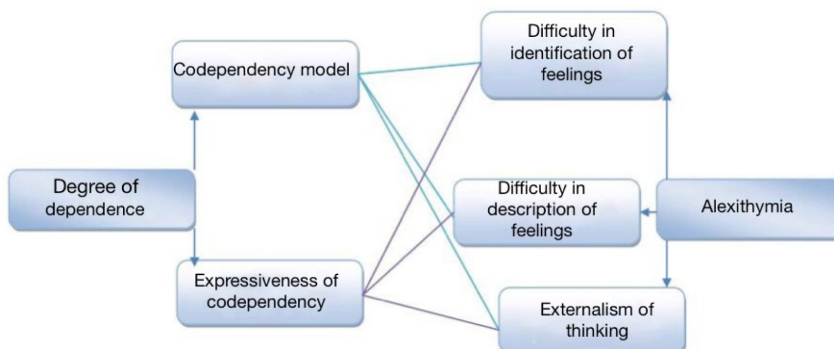 Codependency model
Difficulty in
identification of
feelings
Degree of
dependence
Difficulty in
description of
feelings
Alexithymia
Expressiveness of
codependency
Externalism of
thinking